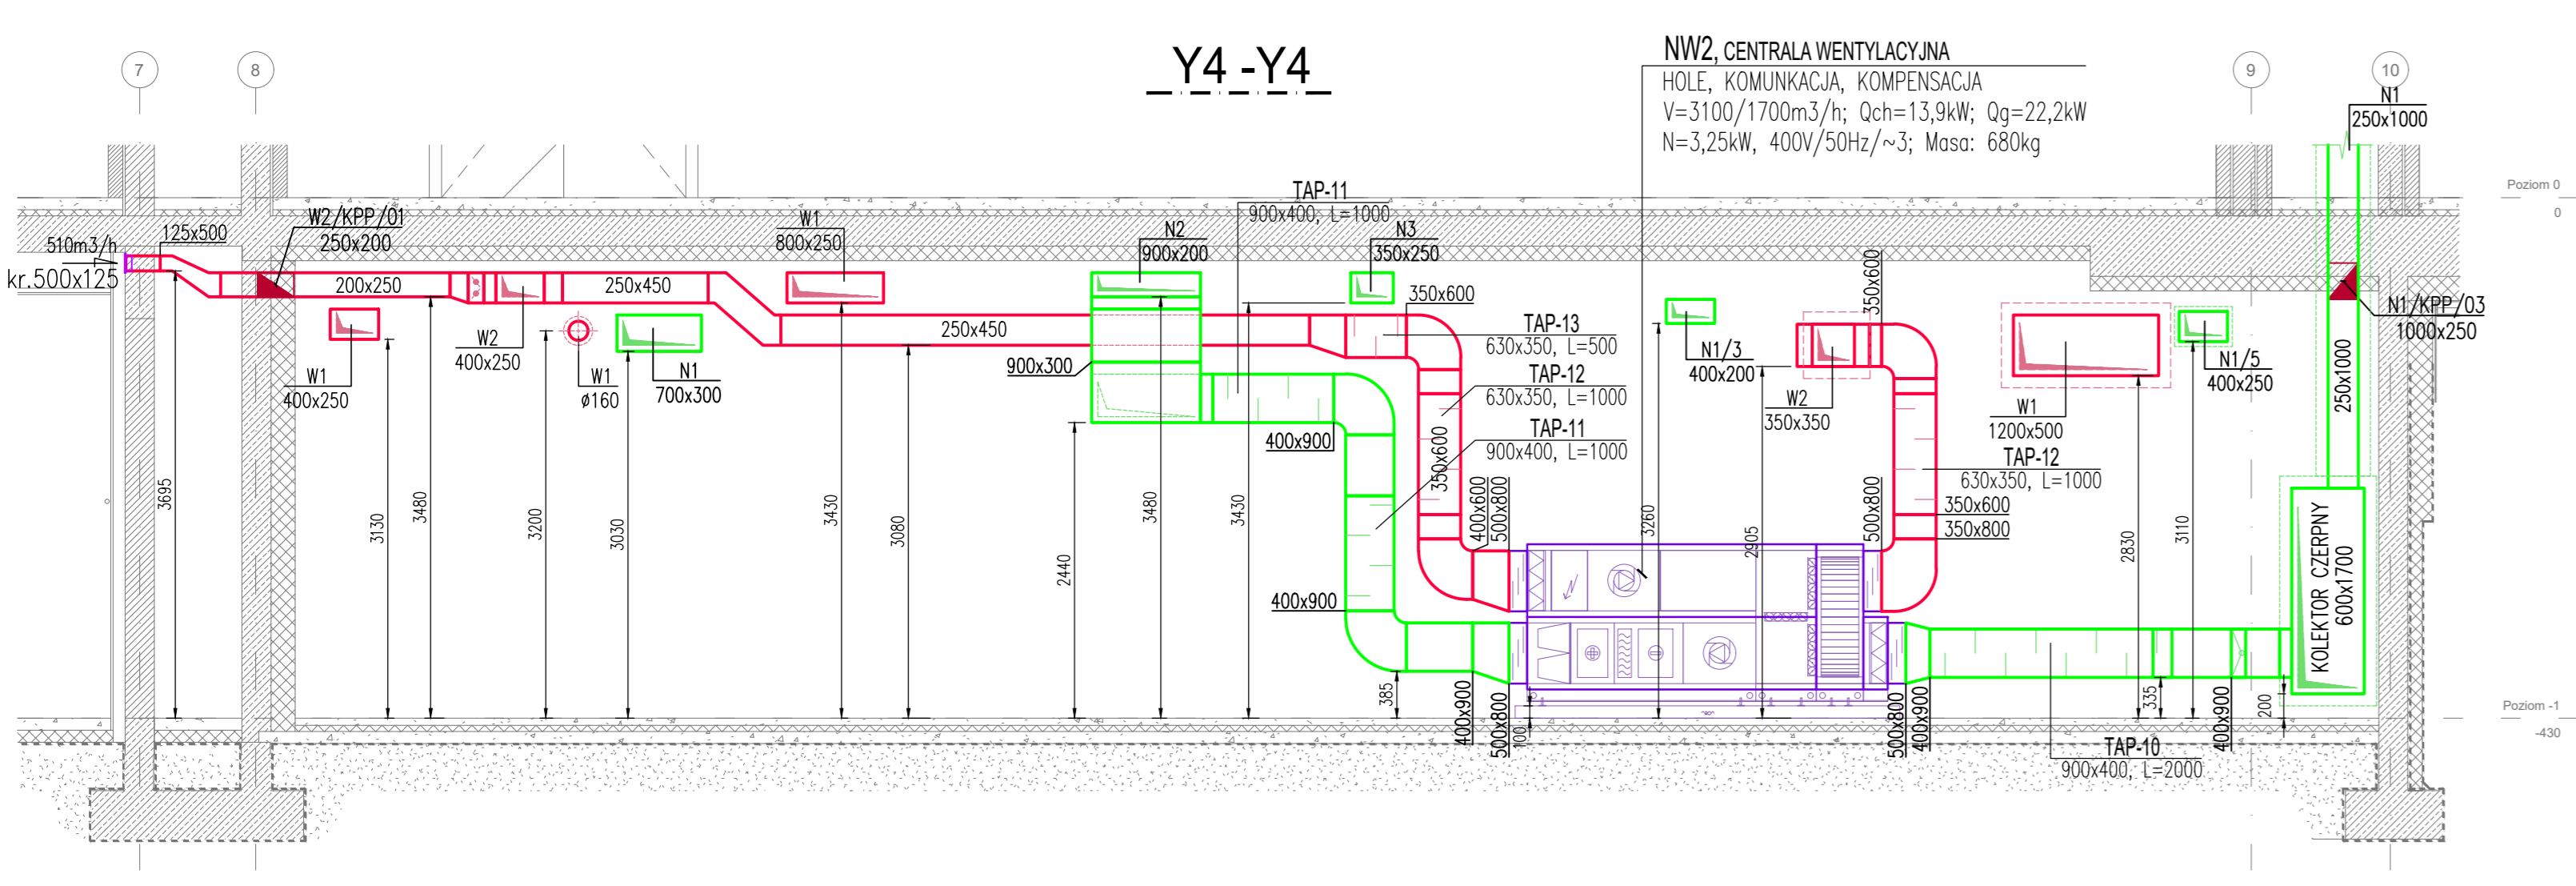 Y4 -Y4
NW2, CENTRALA WENTYLACYJNA
HOLE, KOMUNKACJA, KOMPENSACJA
V=3100/1700m3/h; Qch=13,9kW; Qg=22,2kW
N=3,25kW, 400V/50Hz/~3; Masa: 680kg
7
8
9
10
N1
250x1000
Poziom 0
0
TAP-11
900x400, L=1000
W2/KPP/01
250x200
125x500
510m3/h
kr.500x125
W1
800x250
N2
900x200
N3
350x250
350x600
200x250
250x450
250x450
350x600
TAP-13
630x350, L=500
TAP-12
630x350, L=1000
TAP-11
900x400, L=1000
W2
400x250
W1
400x250
W1
ø160
N1
700x300
900x300
400x900
350x600
N1/3
400x200
W2
350x350
W1
1200x500
N1/5
400x250
N1/KPP/03
1000x250
250x1000
TAP-12
630x350, L=1000
350x600
350x800
400x600
500x800
500x800
3695
3130
3480
3200
3030
3430
3080
2440
3480
3430
3260
2905
2830
3110
400x900
385
400x900
500x800
100
500x800
400x900
335
400x900
200
KOLEKTOR CZERPNY
600x1700
TAP-10
900x400, L=2000
Poziom -1
-430